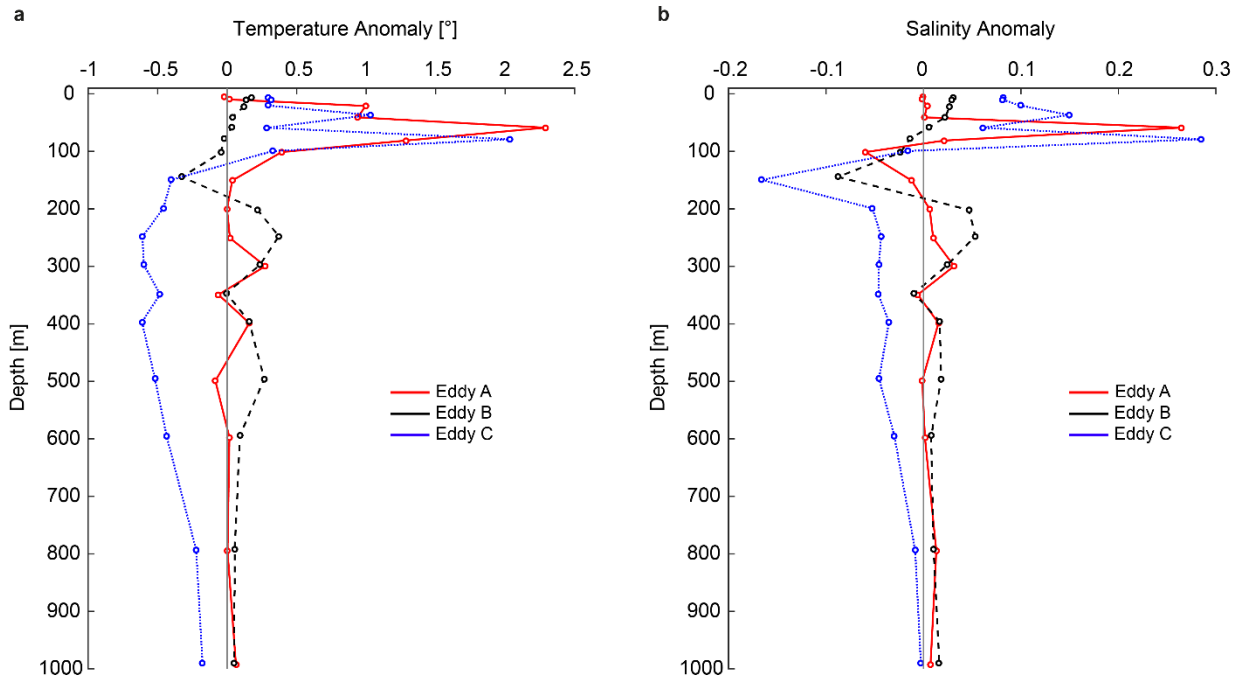 a
Temperature Anomaly [°]
-1 -0.5 0 0.5 1 1.5 2 2.5
0
100
200
300
400
500
600
700
800
900
1000
Depth [m]
Eddy A
Eddy B
Eddy C
b
Salinity Anomaly
-0.2 -0.1 0 0.1 0.2 0.3
0
100
200
300
400
500
600
700
800
900
1000
Depth [m]
Eddy A
Eddy B
Eddy C